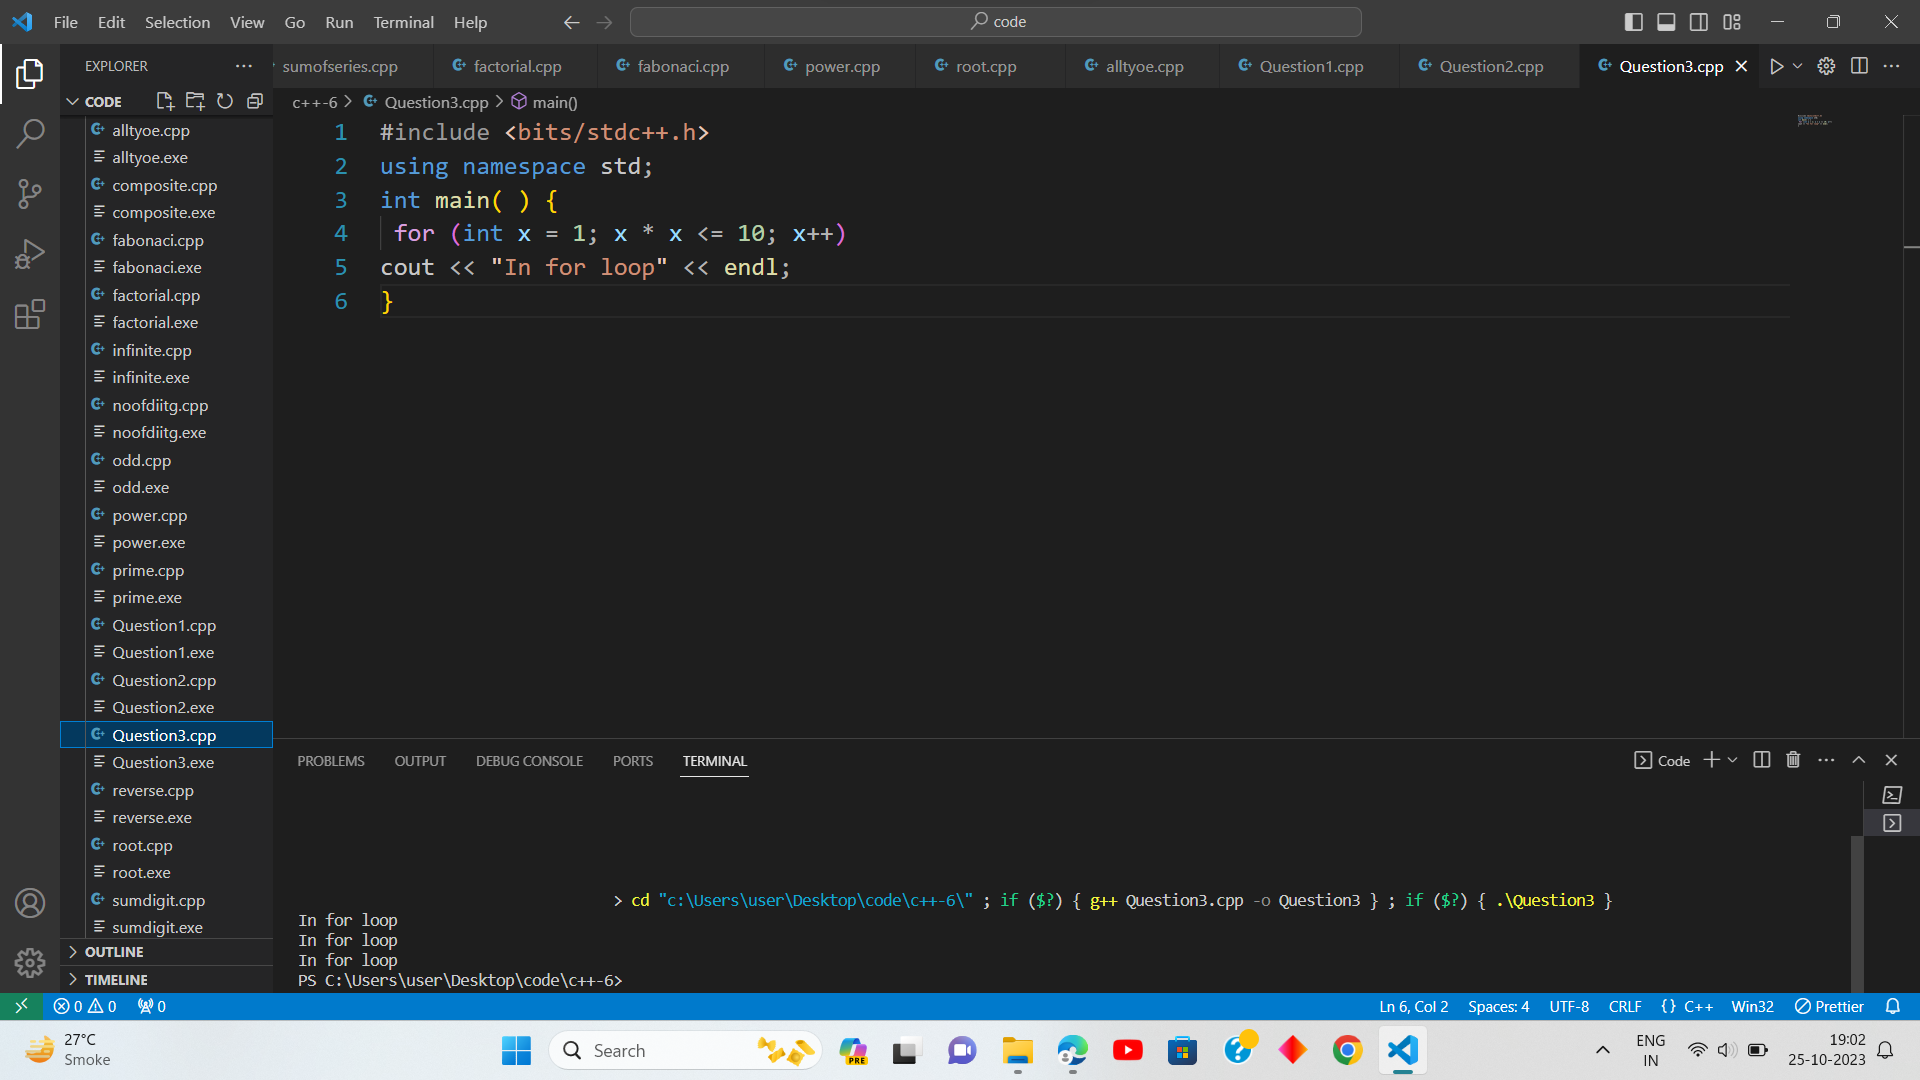 File Edit Selection View Go Run Terminal Help
code
EXPLORER
sumofseries.cpp factorial.cpp fabonaci.cpp power.cpp root.cpp alltyoe.cpp Question1.cpp Question2.cpp Question3.cpp
CODE
c++-6 > Question3.cpp > main()
alltyoe.cpp
alltyoe.exe
composite.cpp
composite.exe
fabonaci.cpp
fabonaci.exe
factorial.cpp
factorial.exe
infinite.cpp
infinite.exe
noofdiitg.cpp
noofdiitg.exe
odd.cpp
odd.exe
power.cpp
power.exe
prime.cpp
prime.exe
Question1.cpp
Question1.exe
Question2.cpp
Question2.exe
Question3.cpp
Question3.exe
reverse.cpp
reverse.exe
root.cpp
root.exe
sumdigit.cpp
sumdigit.exe
OUTLINE
TIMELINE
1 #include <bits/stdc++.h>
2 using namespace std;
3 int main( ) {
4 for (int x = 1; x * x <= 10; x++)
5 cout << "In for loop" << endl;
6 }
PROBLEMS OUTPUT DEBUG CONSOLE PORTS TERMINAL
Code
> cd "c:\Users\user\Desktop\code\c++-6\" ; if ($?) { g++ Question3.cpp -o Question3 } ; if ($?) { .\Question3 }
In for loop
In for loop
In for loop
PS C:\Users\user\Desktop\code\c++-6>
0 0 0 Ln 6, Col 2 Spaces: 4 UTF-8 CRLF {} C++ Win32 Prettier
27°C
Smoke
Search
PRE
ENG
IN
19:02
25-10-2023